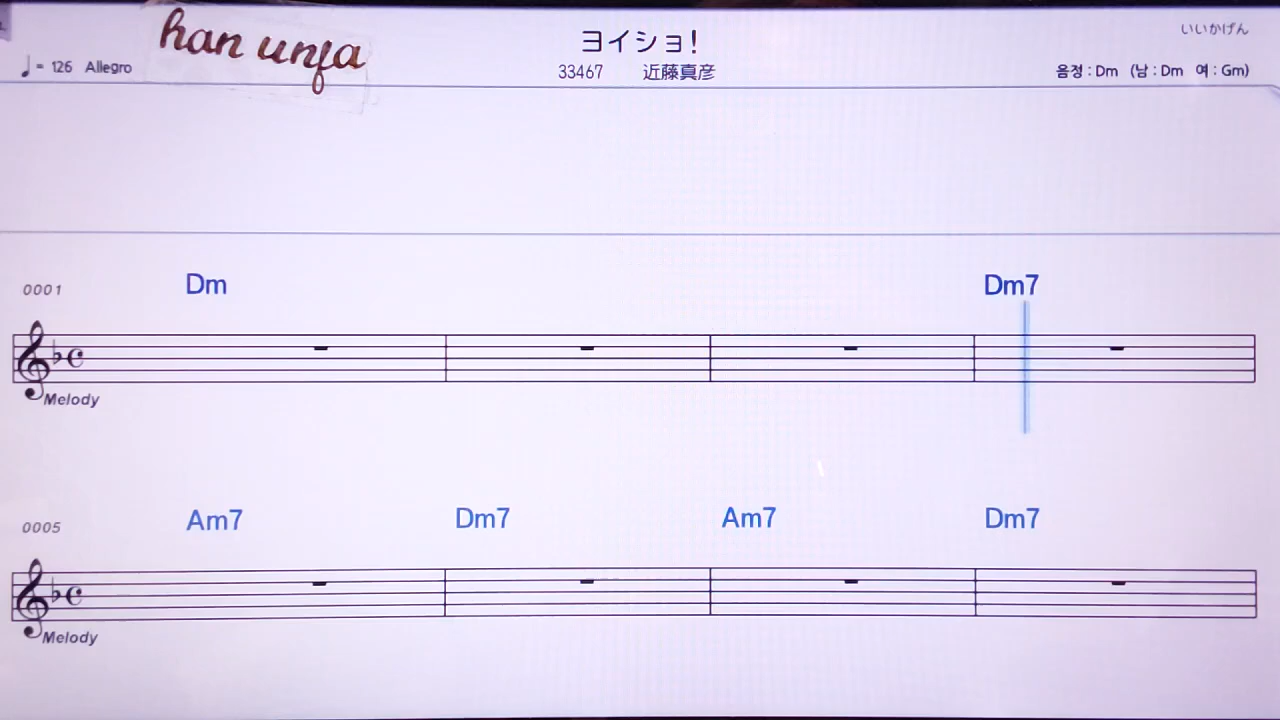 han unfa
ヨイショ!
いいかげん
♩= 126 Allegro
33467 近藤真彦
음정 : Dm (남 : Dm 여 : Gm)
0001
Dm Dm7
Melody
0005
Am7 Dm7 Am7 Dm7
Melody